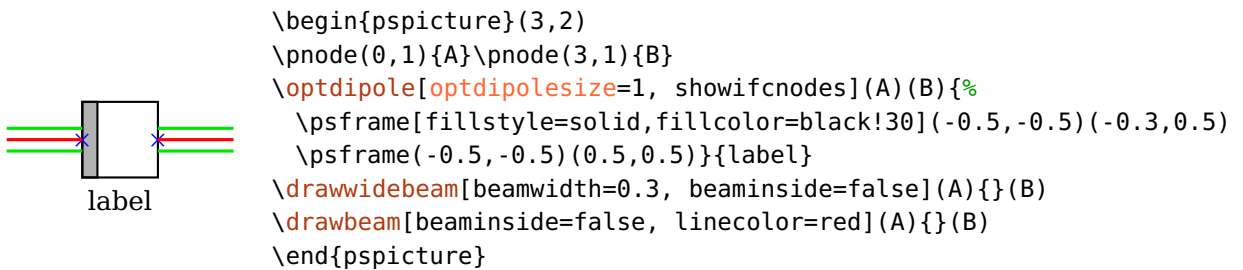 \begin{pspicture}(3,2)
\pnode(0,1){A}\pnode(3,1){B}
\optdipole[optdipolesize=1, showifcnodes](A)(B){%
\psframe[fillstyle=solid,fillcolor=black!30](-0.5,-0.5)(-0.3,0.5)
\psframe(-0.5,-0.5)(0.5,0.5)}{label}
\drawwidebeam[beamwidth=0.3, beaminside=false](A){}(B)
\drawbeam[beaminside=false, linecolor=red](A){}(B)
\end{pspicture}
label